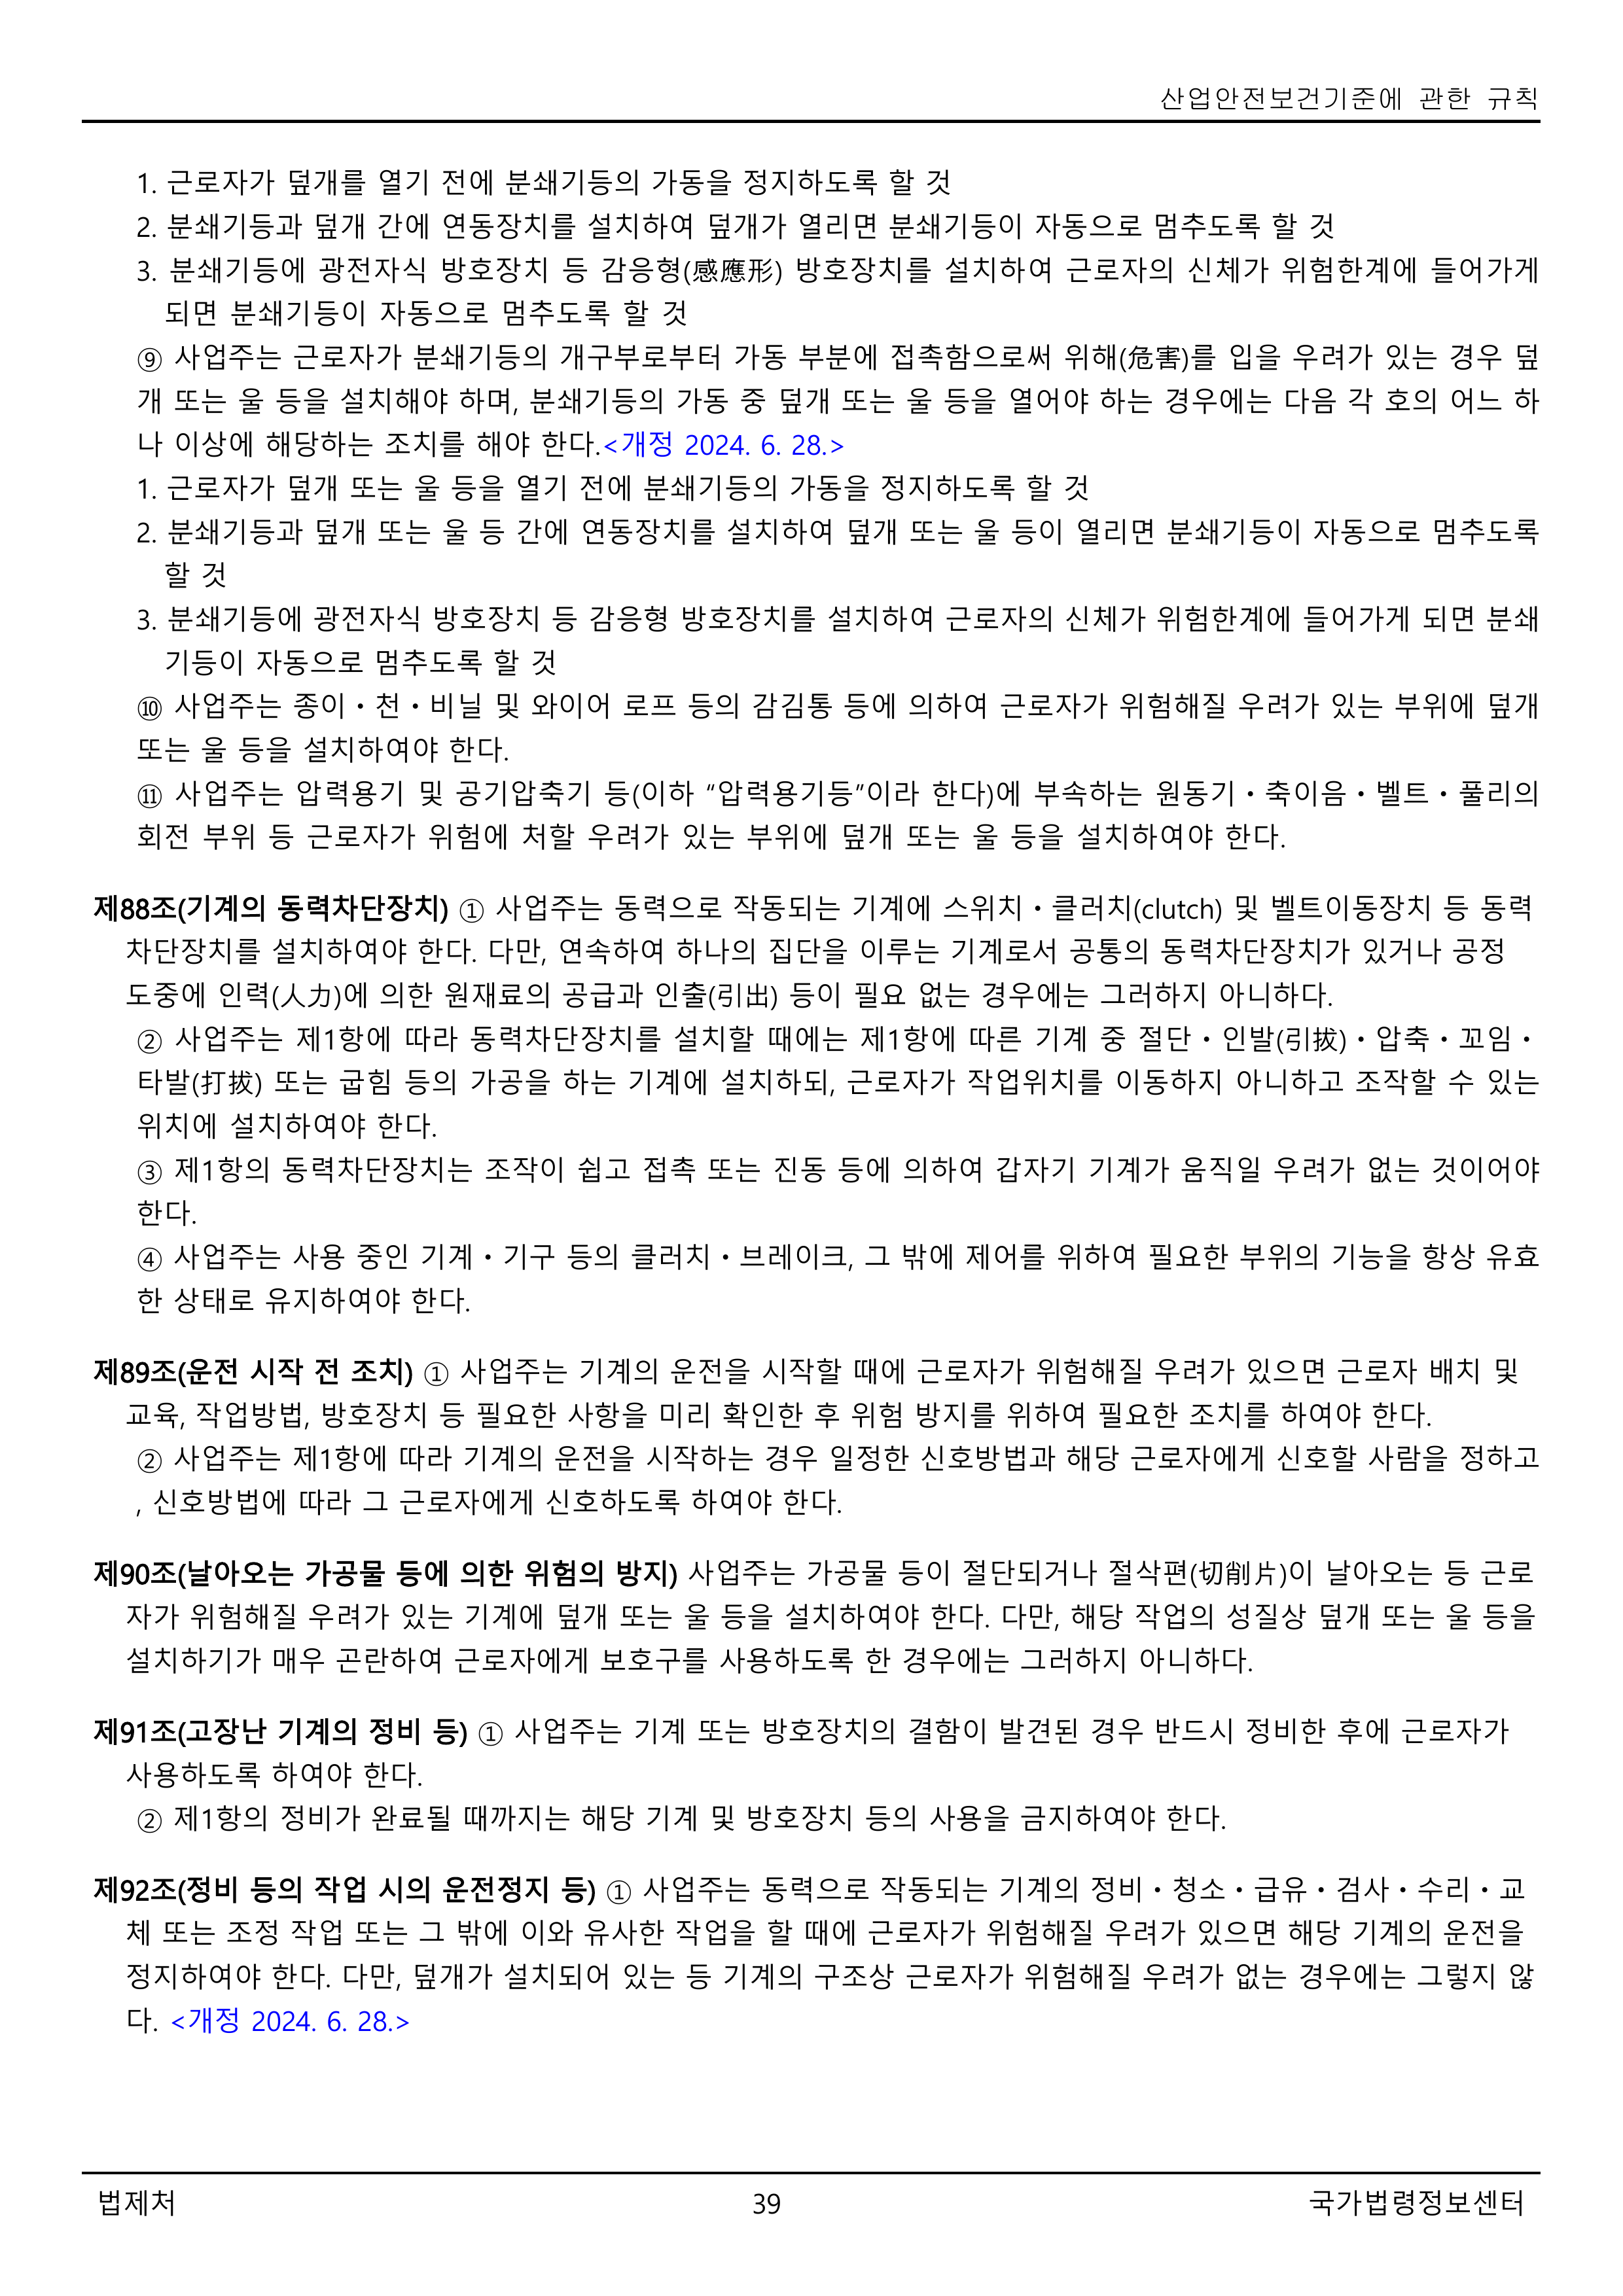 산업안전보건기준에 관한 규칙
1. 근로자가 덮개를 열기 전에 분쇄기등의 가동을 정지하도록 할 것
2. 분쇄기등과 덮개 간에 연동장치를 설치하여 덮개가 열리면 분쇄기등이 자동으로 멈추도록 할 것
3. 분쇄기등에 광전자식 방호장치 등 감응형(感應形) 방호장치를 설치하여 근로자의 신체가 위험한계에 들어가게
되면 분쇄기등이 자동으로 멈추도록 할 것
⑨ 사업주는 근로자가 분쇄기등의 개구부로부터 가동 부분에 접촉함으로써 위해(危害)를 입을 우려가 있는 경우 덮
개 또는 울 등을 설치해야 하며, 분쇄기등의 가동 중 덮개 또는 울 등을 열어야 하는 경우에는 다음 각 호의 어느 하
나 이상에 해당하는 조치를 해야 한다.<개정 2024. 6. 28.>
1. 근로자가 덮개 또는 울 등을 열기 전에 분쇄기등의 가동을 정지하도록 할 것
2. 분쇄기등과 덮개 또는 울 등 간에 연동장치를 설치하여 덮개 또는 울 등이 열리면 분쇄기등이 자동으로 멈추도록
할 것
3. 분쇄기등에 광전자식 방호장치 등 감응형 방호장치를 설치하여 근로자의 신체가 위험한계에 들어가게 되면 분쇄
기등이 자동으로 멈추도록 할 것
⑩ 사업주는 종이ㆍ천ㆍ비닐 및 와이어 로프 등의 감김통 등에 의하여 근로자가 위험해질 우려가 있는 부위에 덮개
또는 울 등을 설치하여야 한다.
⑪ 사업주는 압력용기 및 공기압축기 등(이하 “압력용기등”이라 한다)에 부속하는 원동기ㆍ축이음ㆍ벨트ㆍ풀리의
회전 부위 등 근로자가 위험에 처할 우려가 있는 부위에 덮개 또는 울 등을 설치하여야 한다.
제88조(기계의 동력차단장치) ① 사업주는 동력으로 작동되는 기계에 스위치ㆍ클러치(clutch) 및 벨트이동장치 등 동력
차단장치를 설치하여야 한다. 다만, 연속하여 하나의 집단을 이루는 기계로서 공통의 동력차단장치가 있거나 공정
도중에 인력(人力)에 의한 원재료의 공급과 인출(引出) 등이 필요 없는 경우에는 그러하지 아니하다.
② 사업주는 제1항에 따라 동력차단장치를 설치할 때에는 제1항에 따른 기계 중 절단ㆍ인발(引拔)ㆍ압축ㆍ꼬임ㆍ
타발(打拔) 또는 굽힘 등의 가공을 하는 기계에 설치하되, 근로자가 작업위치를 이동하지 아니하고 조작할 수 있는
위치에 설치하여야 한다.
③ 제1항의 동력차단장치는 조작이 쉽고 접촉 또는 진동 등에 의하여 갑자기 기계가 움직일 우려가 없는 것이어야
한다.
④ 사업주는 사용 중인 기계ㆍ기구 등의 클러치ㆍ브레이크, 그 밖에 제어를 위하여 필요한 부위의 기능을 항상 유효
한 상태로 유지하여야 한다.
제89조(운전 시작 전 조치) ① 사업주는 기계의 운전을 시작할 때에 근로자가 위험해질 우려가 있으면 근로자 배치 및
교육, 작업방법, 방호장치 등 필요한 사항을 미리 확인한 후 위험 방지를 위하여 필요한 조치를 하여야 한다.
② 사업주는 제1항에 따라 기계의 운전을 시작하는 경우 일정한 신호방법과 해당 근로자에게 신호할 사람을 정하고
, 신호방법에 따라 그 근로자에게 신호하도록 하여야 한다.
제90조(날아오는 가공물 등에 의한 위험의 방지) 사업주는 가공물 등이 절단되거나 절삭편(切削片)이 날아오는 등 근로
자가 위험해질 우려가 있는 기계에 덮개 또는 울 등을 설치하여야 한다. 다만, 해당 작업의 성질상 덮개 또는 울 등을
설치하기가 매우 곤란하여 근로자에게 보호구를 사용하도록 한 경우에는 그러하지 아니하다.
제91조(고장난 기계의 정비 등) ① 사업주는 기계 또는 방호장치의 결함이 발견된 경우 반드시 정비한 후에 근로자가
사용하도록 하여야 한다.
② 제1항의 정비가 완료될 때까지는 해당 기계 및 방호장치 등의 사용을 금지하여야 한다.
제92조(정비 등의 작업 시의 운전정지 등) ① 사업주는 동력으로 작동되는 기계의 정비ㆍ청소ㆍ급유ㆍ검사ㆍ수리ㆍ교
체 또는 조정 작업 또는 그 밖에 이와 유사한 작업을 할 때에 근로자가 위험해질 우려가 있으면 해당 기계의 운전을
정지하여야 한다. 다만, 덮개가 설치되어 있는 등 기계의 구조상 근로자가 위험해질 우려가 없는 경우에는 그렇지 않
다. <개정 2024. 6. 28.>
법제처 39 국가법령정보센터